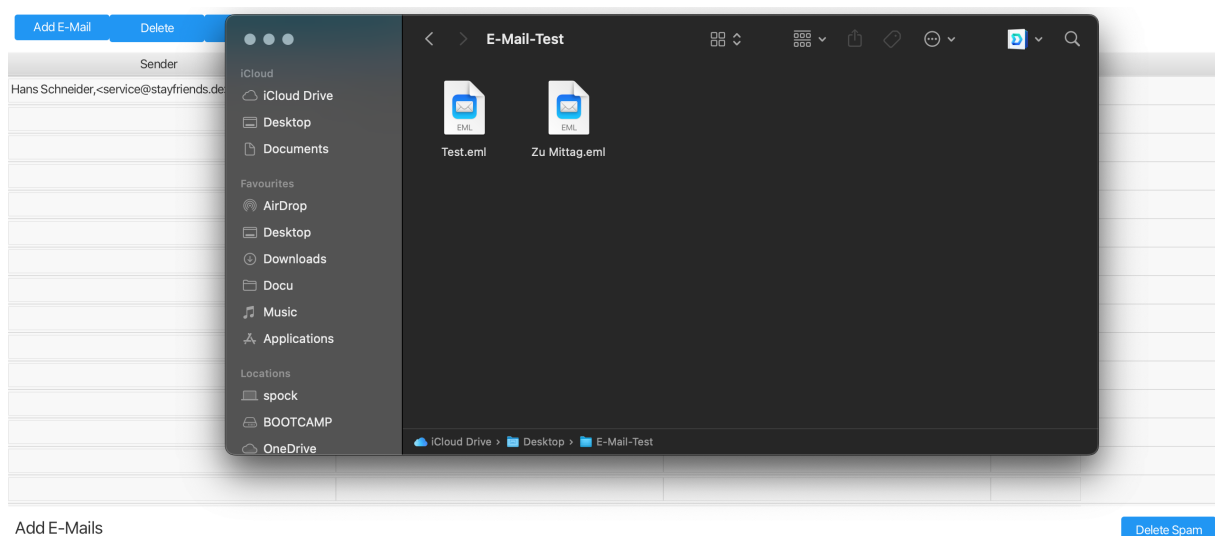 Add E-Mail
Delete
Sender
Hans Schneider,<service@stayfriends.de
E-Mail-Test
iCloud
iCloud Drive
Desktop
Documents
Favourites
AirDrop
Desktop
Downloads
Docu
Music
Applications
Locations
spock
BOOTCAMP
OneDrive
EML
Test.eml
EML
Zu Mittag.eml
iCloud Drive › Desktop › E-Mail-Test
Add E-Mails
Delete Spam